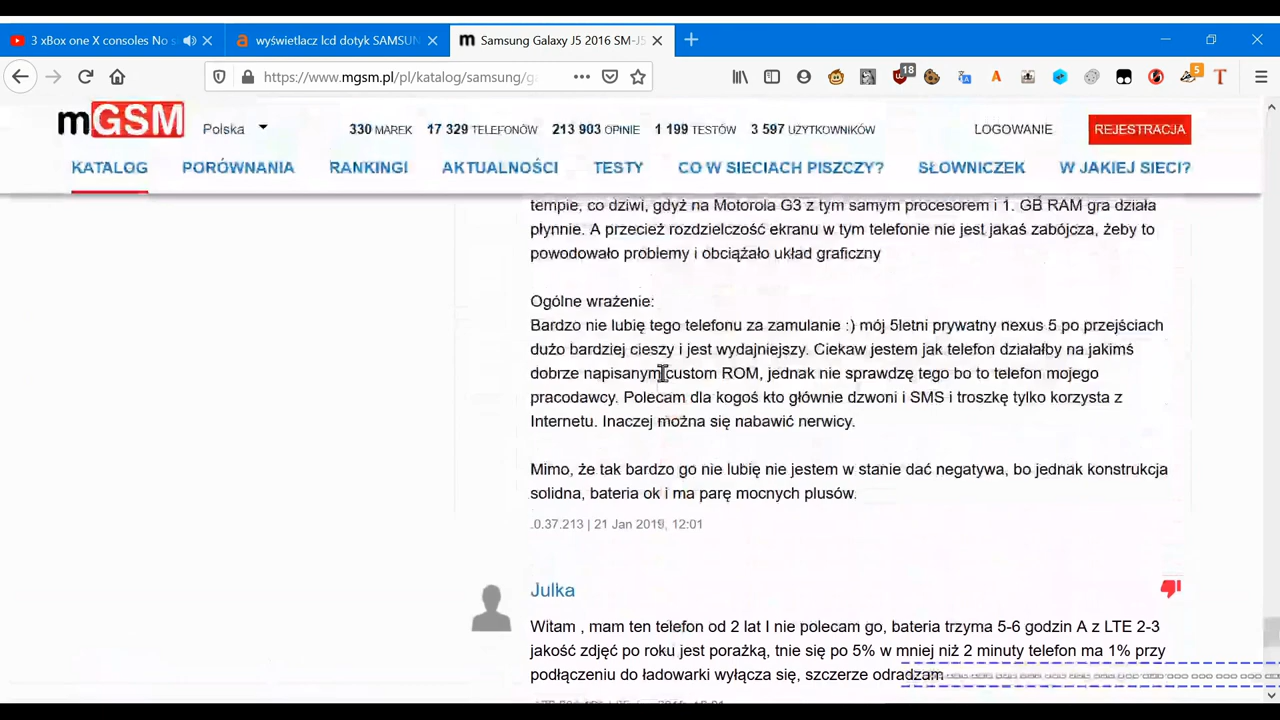 3 xBox one X consoles No s
wyświetlacz lcd dotyk SAMSUN
Samsung Galaxy J5 2016 SM-J5
https://www.mgsm.pl/pl/katalog/samsung/ga
18
5
mGSM
Polska
330 MAREK 17 329 TELEFONÓW 213 903 OPINIE 1 199 TESTÓW 3 597 UŻYTKOWNIKÓW
LOGOWANIE
REJESTRACJA
KATALOG PORÓWNANIA RANKINGI AKTUALNOŚCI TESTY CO W SIECIACH PISZCZY? SŁOWNICZEK W JAKIEJ SIECI?
tempie, co dziwi, gdyż na Motorola G3 z tym samym procesorem i 1. GB RAM gra działa
płynnie. A przecież rozdzielczość ekranu w tym telefonie nie jest jakaś zabójcza, żeby to
powodowało problemy i obciążało układ graficzny
Ogólne wrażenie:
Bardzo nie lubię tego telefonu za zamulanie :) mój 5letni prywatny nexus 5 po przejściach
dużo bardziej cieszy i jest wydajniejszy. Ciekaw jestem jak telefon działałby na jakimś
dobrze napisanym custom ROM, jednak nie sprawdzę tego bo to telefon mojego
pracodawcy. Polecam dla kogoś kto głównie dzwoni i SMS i troszkę tylko korzysta z
Internetu. Inaczej można się nabawić nerwicy.
Mimo, że tak bardzo go nie lubię nie jestem w stanie dać negatywa, bo jednak konstrukcja
solidna, bateria ok i ma parę mocnych plusów.
.0.37.213 | 21 Jan 2019, 12:01
Julka
Witam , mam ten telefon od 2 lat I nie polecam go, bateria trzyma 5-6 godzin A z LTE 2-3
jakość zdjęć po roku jest porażką, tnie się po 5% w mniej niż 2 minuty telefon ma 1% przy
podłączeniu do ładowarki wyłącza się, szczerze odradzam